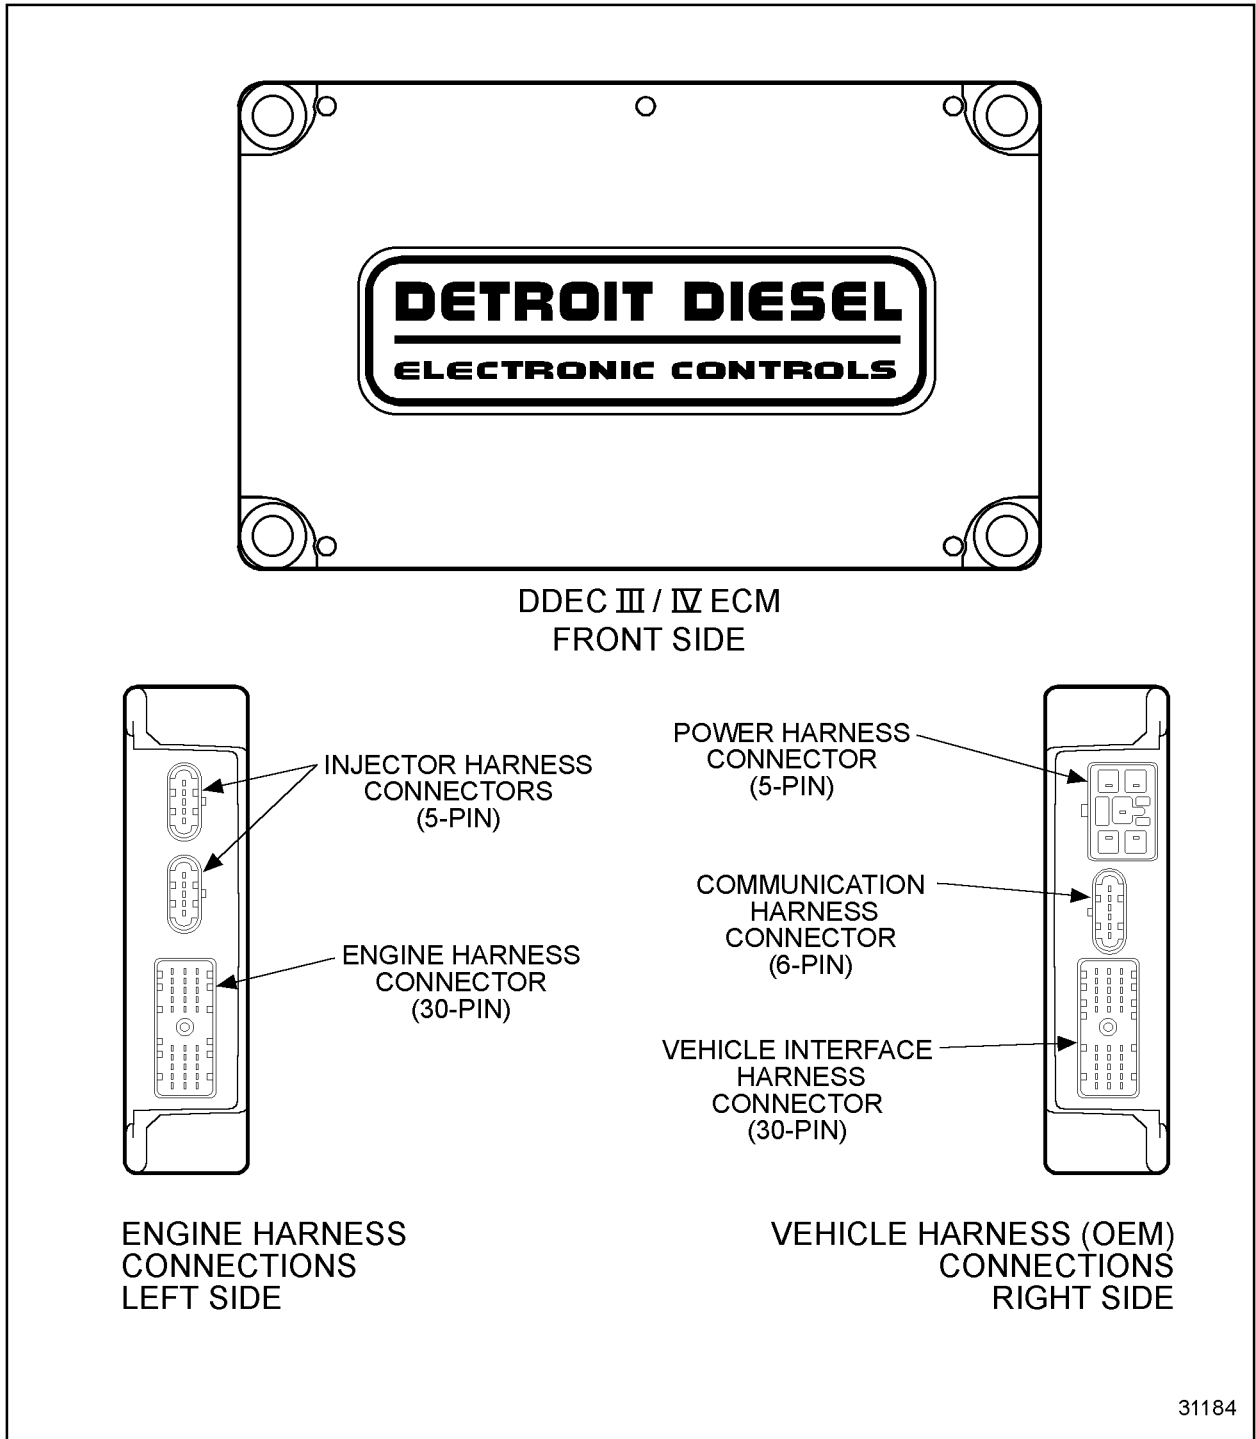 DETROIT DIESEL
ELECTRONIC CONTROLS
DDEC III / IV ECM
FRONT SIDE
INJECTOR HARNESS
CONNECTORS
(5-PIN)
ENGINE HARNESS
CONNECTOR
(30-PIN)
ENGINE HARNESS
CONNECTIONS
LEFT SIDE
POWER HARNESS
CONNECTOR
(5-PIN)
COMMUNICATION
HARNESS
CONNECTOR
(6-PIN)
VEHICLE INTERFACE
HARNESS
CONNECTOR
(30-PIN)
VEHICLE HARNESS (OEM)
CONNECTIONS
RIGHT SIDE
31184